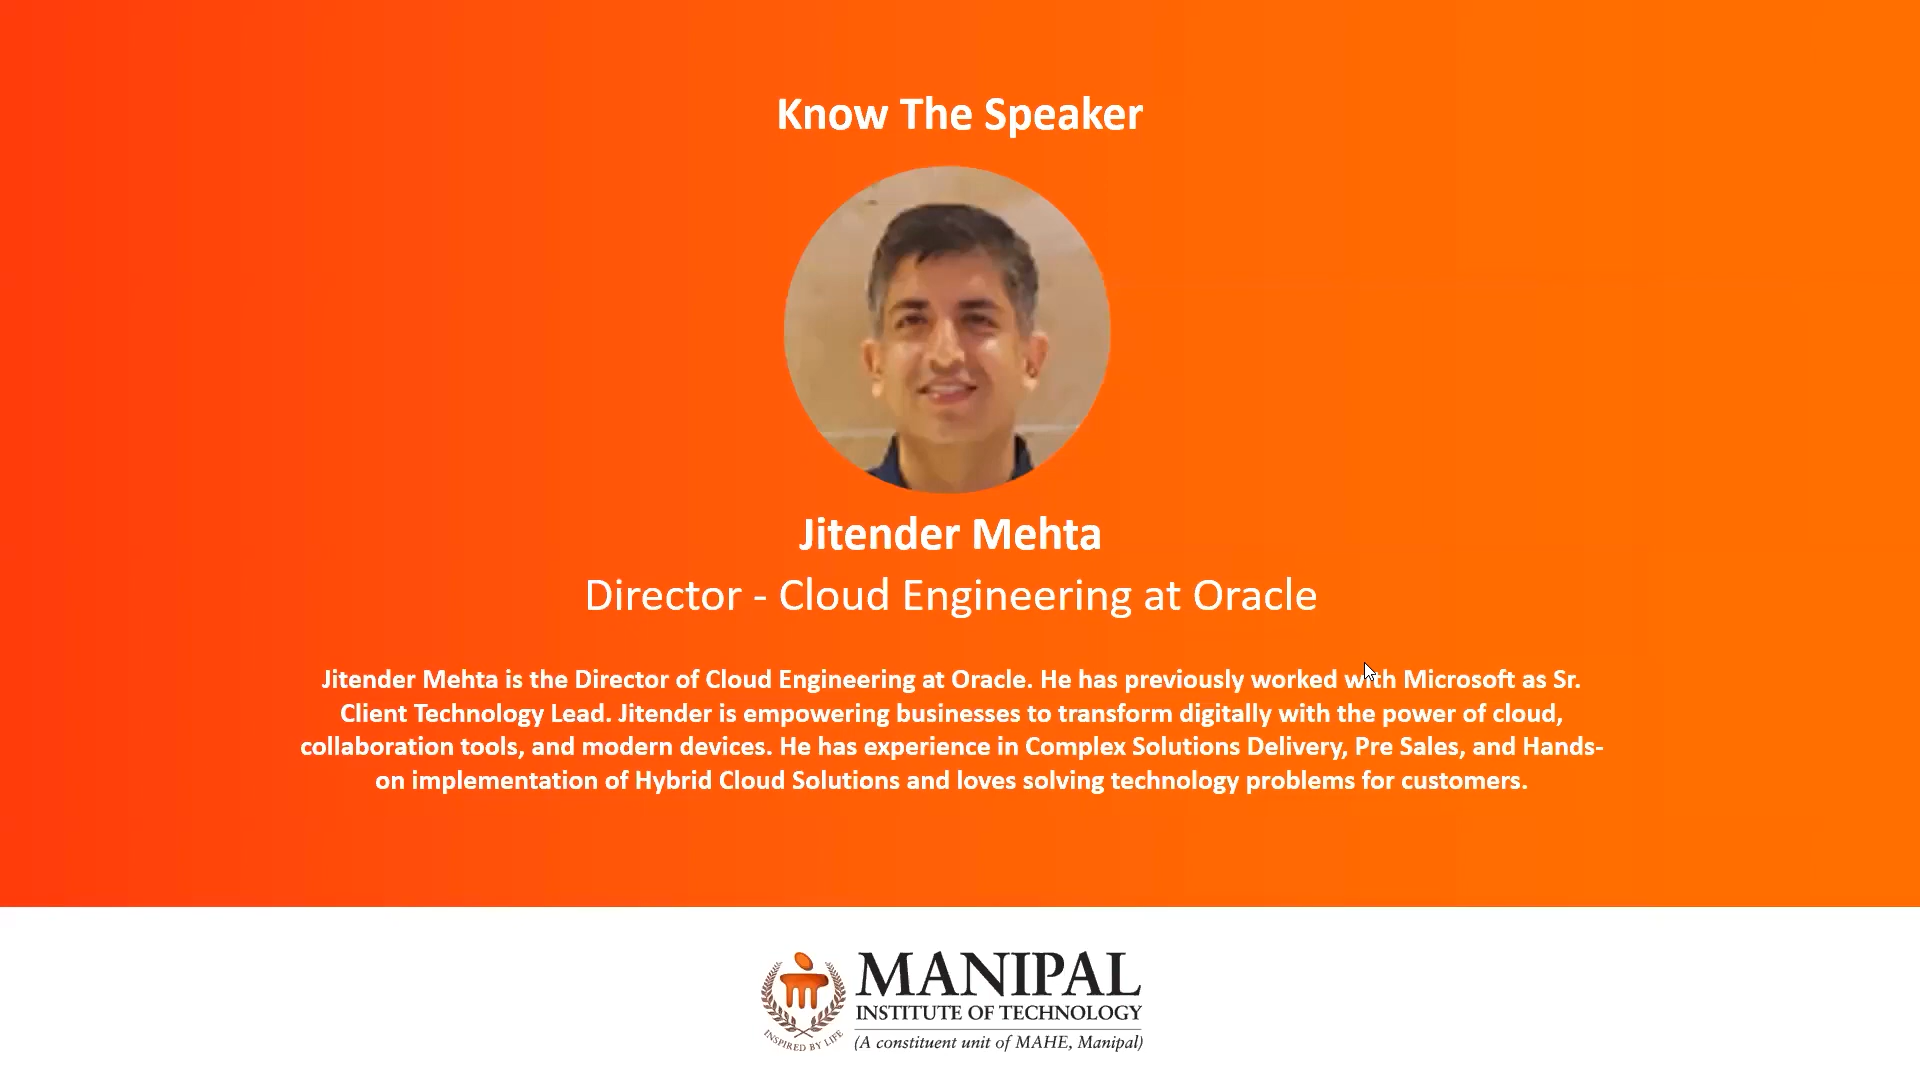 Know The Speaker
Jitender Mehta
Director - Cloud Engineering at Oracle
Jitender Mehta is the Director of Cloud Engineering at Oracle. He has previously worked with Microsoft as Sr.
Client Technology Lead. Jitender is empowering businesses to transform digitally with the power of cloud,
collaboration tools, and modern devices. He has experience in Complex Solutions Delivery, Pre Sales, and Hands-
on implementation of Hybrid Cloud Solutions and loves solving technology problems for customers.
MANIPAL
INSTITUTE OF TECHNOLOGY
INSPIRED BY LIFE
(A constituent unit of MAHE, Manipal)